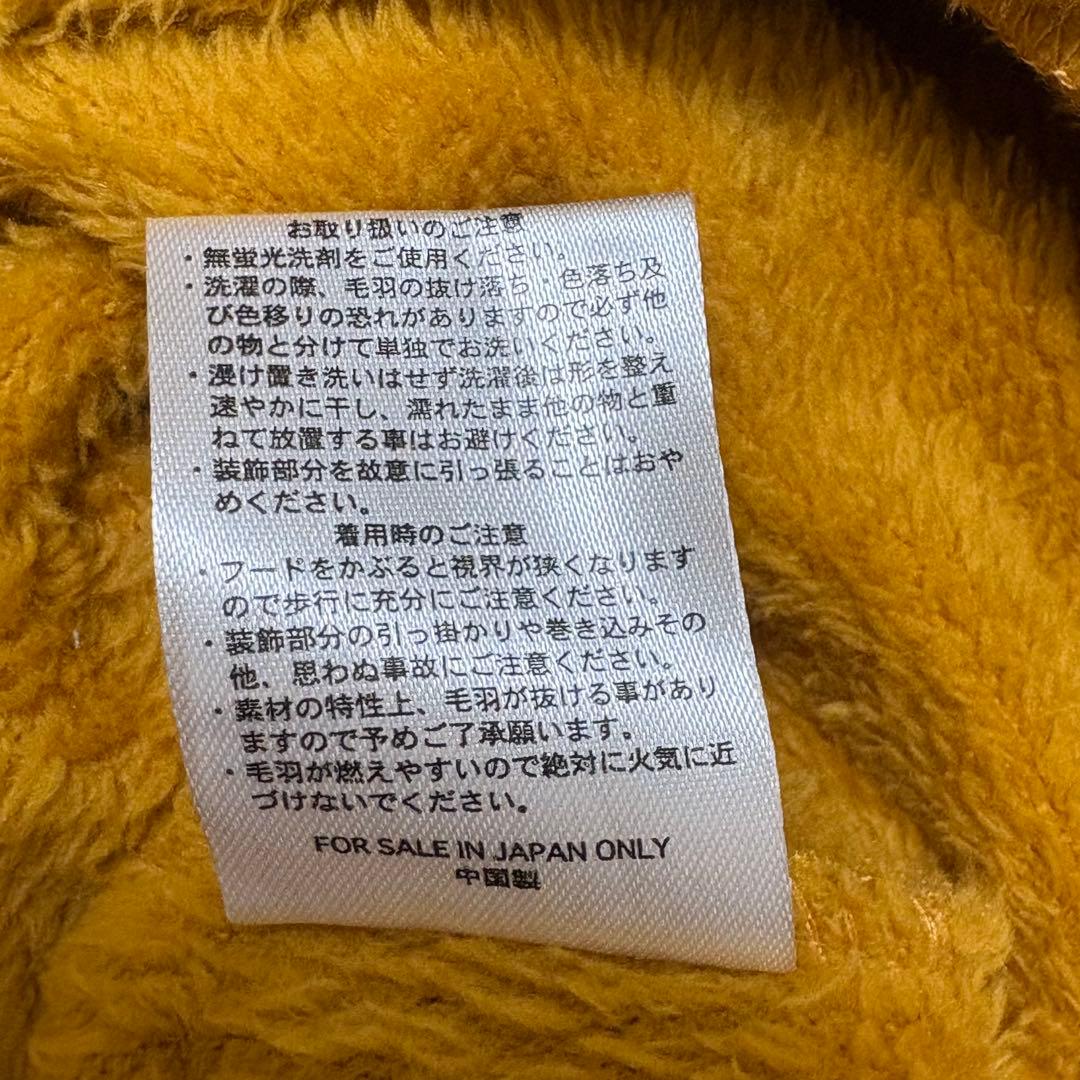 お取り扱いのご注意
・無蛍光洗剤をご使用ください。
・洗濯の際、毛羽の抜け落ち、色落ち及
び色移りの恐れがありますので必ず他
の物と分けて単独でお洗いください。
・漫け置き洗いはせず洗濯後は形を整え
速やかに干し、濡れたまま他の物と重
ねて放置する事はお避けください。
・装飾部分を故意に引っ張ることはおや
めください。
着用時のご注意
・フードをかぶると視界が狭くなります
ので歩行に充分にご注意ください。
・装飾部分の引っ掛かりや巻き込みその
他、思わぬ事故にご注意ください。
・素材の特性上、毛羽が抜ける事があり
ますので予めご了承願います。
・毛羽が燃えやすいので絶対に火気に近
づけないでください。
FOR SALE IN JAPAN ONLY
中国製